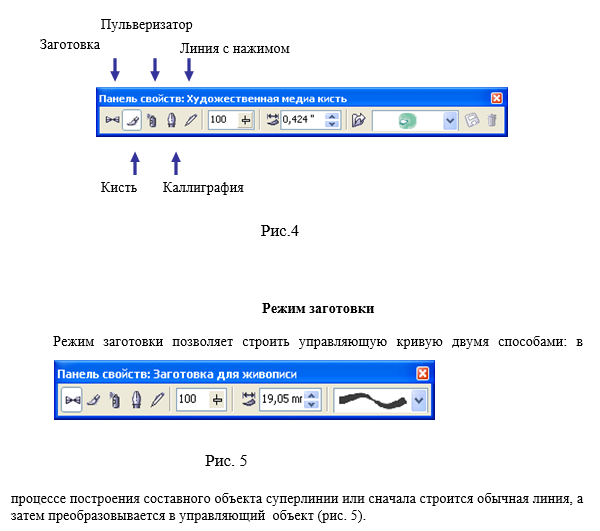 Пульверизатор
Заготовка
Линия с нажимом
Панель свойств: Художественная медиа кисть
100
0,424 "
Кисть
Каллиграфия
Рис.4
Режим заготовки
Режим заготовки позволяет строить управляющую кривую двумя способами: в
Панель свойств: Заготовка для живописи
100
19,05 mr
Рис. 5
процессе построения составного объекта суперлинии или сначала строится обычная линия, а
затем преобразовывается в управляющий объект (рис. 5).